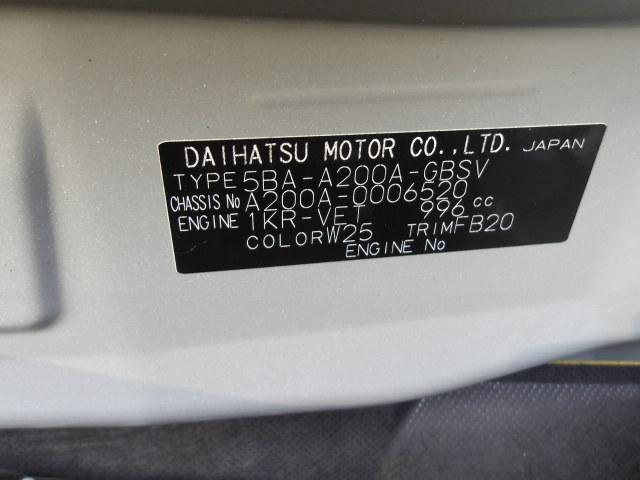 DAIHATSU MOTOR CO.,LTD. JAPAN
TYPE 5BA-A200A-GBSV
CHASSIS No A200A-0006520
ENGINE 1KR-VET 996 cc
COLOR W25 TRIM FB20
ENGINE No